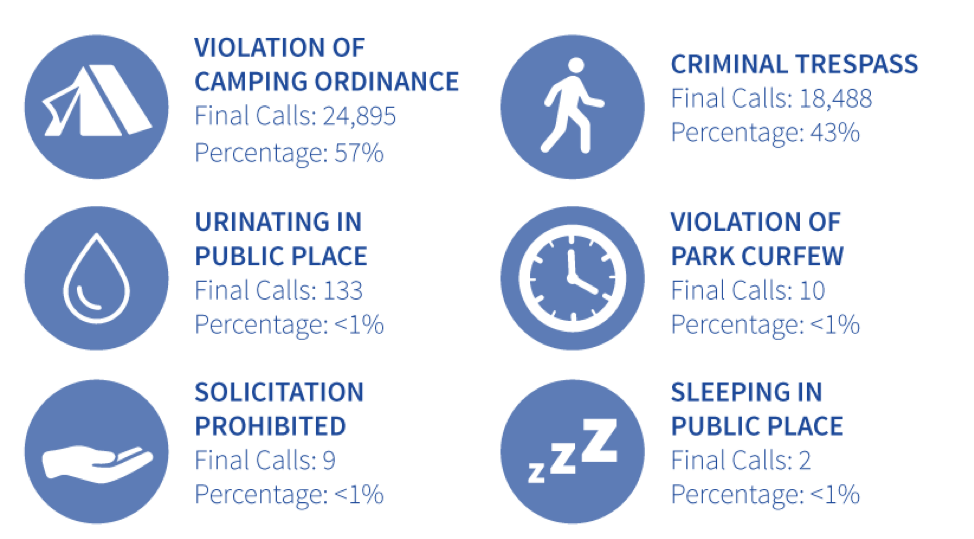 VIOLATION OF
CAMPING ORDINANCE
Final Calls: 24,895
Percentage: 57%
CRIMINAL TRESPASS
Final Calls: 18,488
Percentage: 43%
URINATING IN
PUBLIC PLACE
Final Calls: 133
Percentage: <1%
VIOLATION OF
PARK CURFEW
Final Calls: 10
Percentage: <1%
SOLICITATION
PROHIBITED
Final Calls: 9
Percentage: <1%
zzZ
SLEEPING IN
PUBLIC PLACE
Final Calls: 2
Percentage: <1%